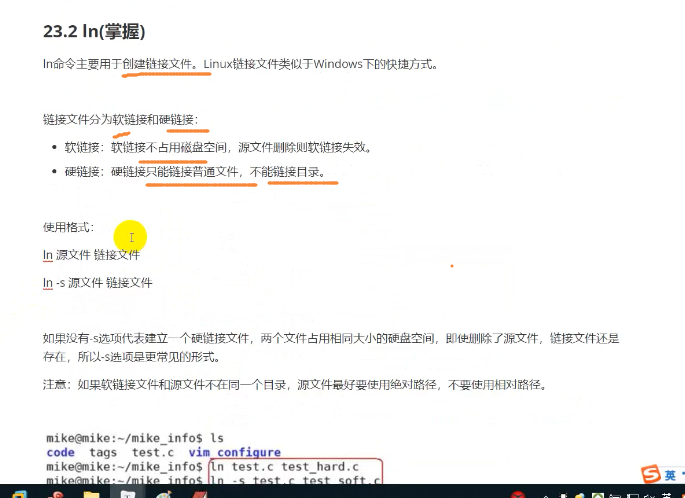 23.2 ln(掌握)
ln命令主要用于创建链接文件。Linux链接文件类似于Windows下的快捷方式。
链接文件分为软链接和硬链接：
• 软链接：软链接不占用磁盘空间，源文件删除则软链接失效。
• 硬链接：硬链接只能链接普通文件，不能链接目录。
使用格式：
ln 源文件 链接文件
ln -s 源文件 链接文件
如果没有-s选项代表建立一个硬链接文件，两个文件占用相同大小的硬盘空间，即使删除了源文件，链接文件还是
存在，所以-s选项是更常见的形式。
注意：如果软链接文件和源文件不在同一个目录，源文件最好要使用绝对路径，不要使用相对路径。
mike@mike:~/mike_info$ ls
code tags test.c vim_configure
mike@mike:~/mike_info$ ln test.c test_hard.c
mike@mike:~/mike_info$ ln -s test.c test_soft.c
S 英